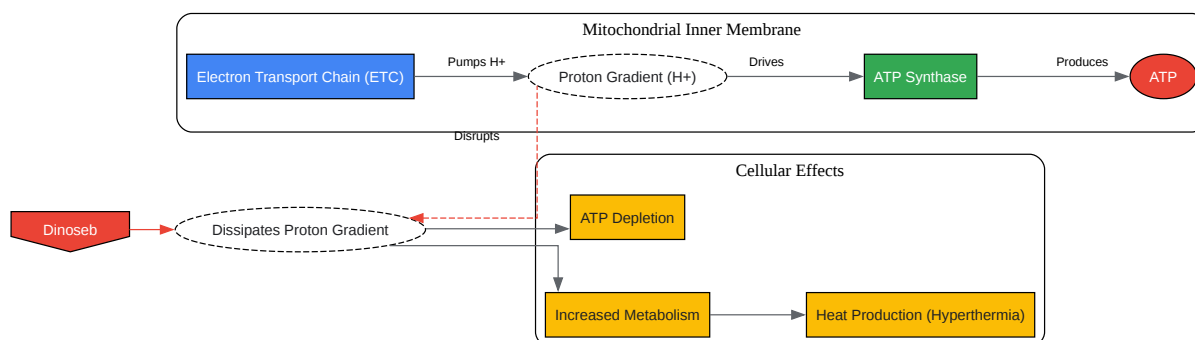 Mitochondrial Inner Membrane
Electron Transport Chain (ETC)
Pumps H+
Proton Gradient (H+)
Drives
ATP Synthase
Produces
ATP
Disrupts
Cellular Effects
Dinoseb
Dissipates Proton Gradient
ATP Depletion
Increased Metabolism
Heat Production (Hyperthermia)